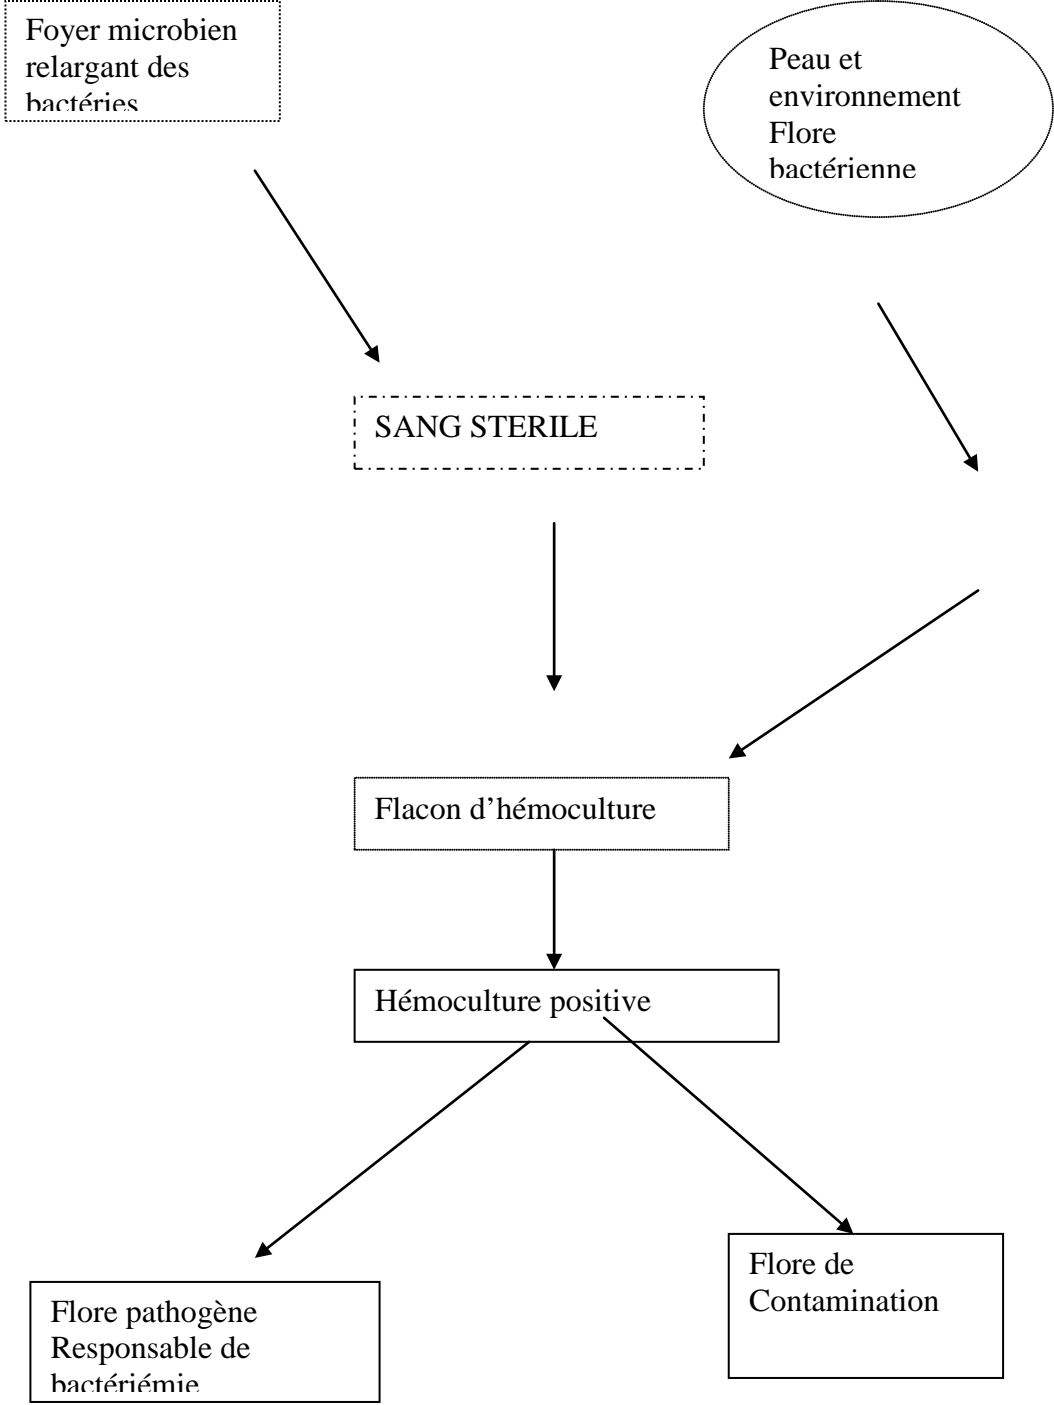 Foyer microbien
relargant des
bactéries
Peau et
environnement
Flore
bactérienne
SANG STERILE
Flacon d’hémoculture
Hémoculture positive
Flore de
Contamination
Flore pathogène
Responsable de
bactériémie